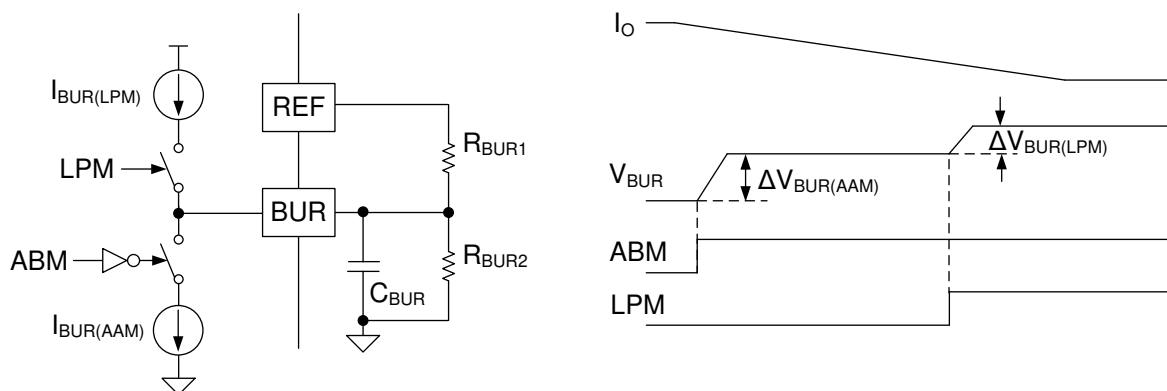 I_BUR(LPM)
LPM
ABM
I_BUR(AAM)
REF
BUR
R_BUR1
R_BUR2
C_BUR
I_O
V_BUR
ΔV_BUR(AAM)
ΔV_BUR(LPM)
ABM
LPM